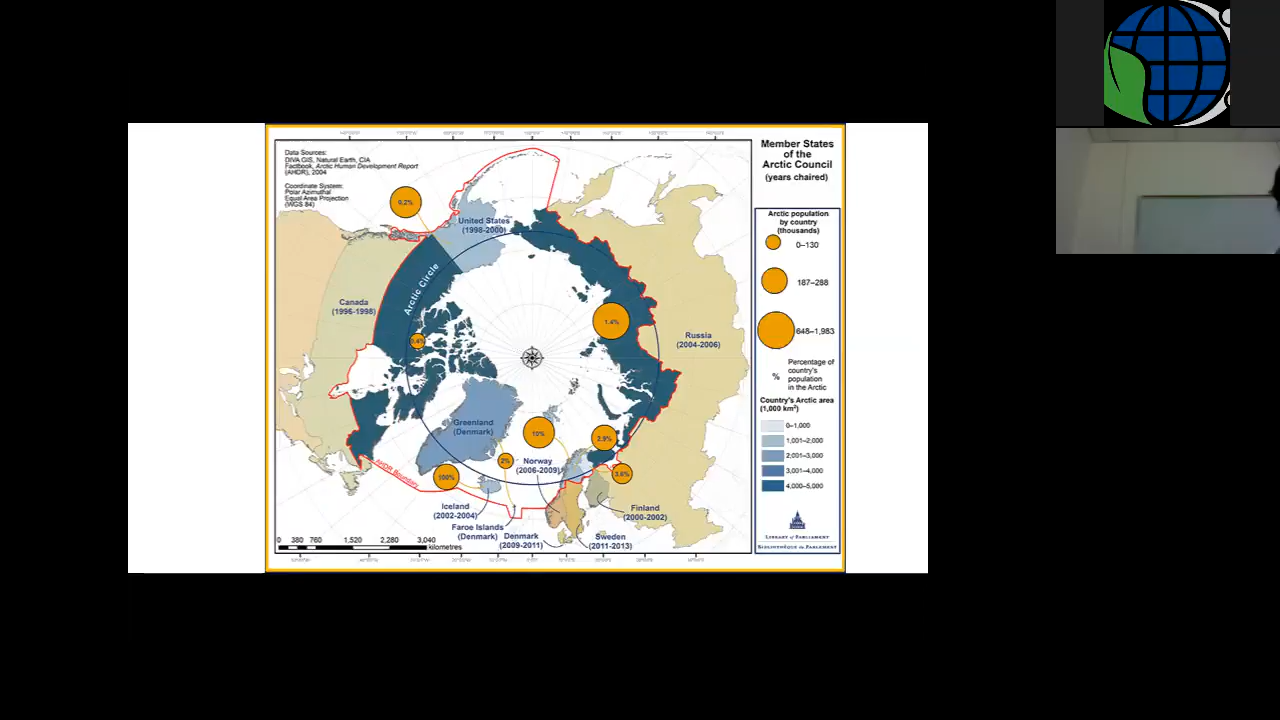 Data Sources:
DIVA GIS, Natural Earth, CIA
Factbook, Arctic Human Development Report
(AHDR), 2004
Coordinate System:
Polar Azimuthal
Equal Area Projection
(WGS 84)
Member States
of the
Arctic Council
(years chaired)
Arctic population
by country
(thousands)
0–130
187–288
648–1,983
%
Percentage of
country's
population
in the Arctic
Country's Arctic area
(1,000 km²)
0–1,000
1,001–2,000
2,001–3,000
3,001–4,000
4,000–5,000
LIBRARY OF PARLIAMENT
BIBLIOTHÈQUE DU PARLEMENT
0.2%
United States
(1998-2000)
Arctic Circle
Canada
(1996-1998)
0.4%
1.4%
Russia
(2004-2006)
Greenland
(Denmark)
10%
2.9%
2%
Norway
(2006-2009)
3.6%
100%
AHDR Boundary
Iceland
(2002-2004)
Finland
(2000-2002)
Faroe Islands
(Denmark)
Denmark
(2009-2011)
Sweden
(2011-2013)
0 380 760 1,520 2,280 3,040
kilometres